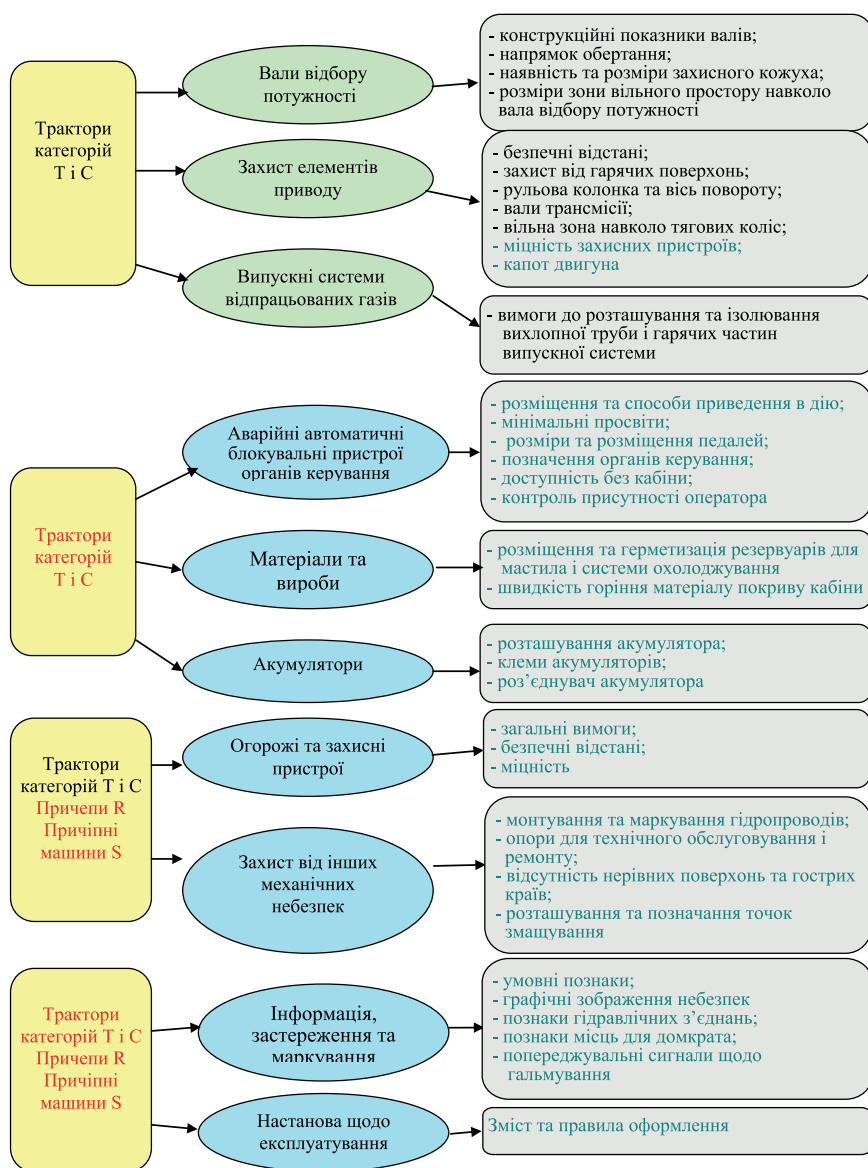 Трактори
категорій
Т і С
Вали відбору
потужності
- конструкційні показники валів;
- напрямок обертання;
- наявність та розміри захисного кожуха;
- розміри зони вільного простору навколо
вала відбору потужності
Захист елементів
приводу
- безпечні відстані;
- захист від гарячих поверхонь;
- рульова колонка та вісь повороту;
- вали трансмісії;
- вільна зона навколо тягових коліс;
- міцність захисних пристроїв;
- капот двигуна
Випускні системи
відпрацьованих газів
- вимоги до розташування та ізолювання
вихлопної труби і гарячих частин
випускної системи
Трактори
категорій
Т і С
Аварійні автоматичні
блокувальні пристрої
органів керування
- розміщення та способи приведення в дію;
- мінімальні просвіти;
- розміри та розміщення педалей;
- позначення органів керування;
- доступність без кабіни;
- контроль присутності оператора
Матеріали та
вироби
- розміщення та герметизація резервуарів для
мастила і системи охолоджування
- швидкість горіння матеріалу покриву кабіни
Акумулятори
- розташування акумулятора;
- клеми акумуляторів;
- роз’єднувач акумулятора
Трактори
категорій Т і С
Причепи R
Причіпні
машини S
Огорожі та захисні
пристрої
- загальні вимоги;
- безпечні відстані;
- міцність
Захист від інших
механічних
небезпек
- монтування та маркування гідропроводів;
- опори для технічного обслуговування і
ремонту;
- відсутність нерівних поверхонь та гострих
країв;
- розташування та позначання точок
змащування
Трактори
категорій Т і С
Причепи R
Причіпні
машини S
Інформація,
застереження та
маркування
- умовні познаки;
- графічні зображення небезпек
- познаки гідравлічних з’єднань;
- познаки місць для домкрата;
- попереджувальні сигнали щодо
гальмування
Настанова щодо
експлуатування
Зміст та правила оформлення